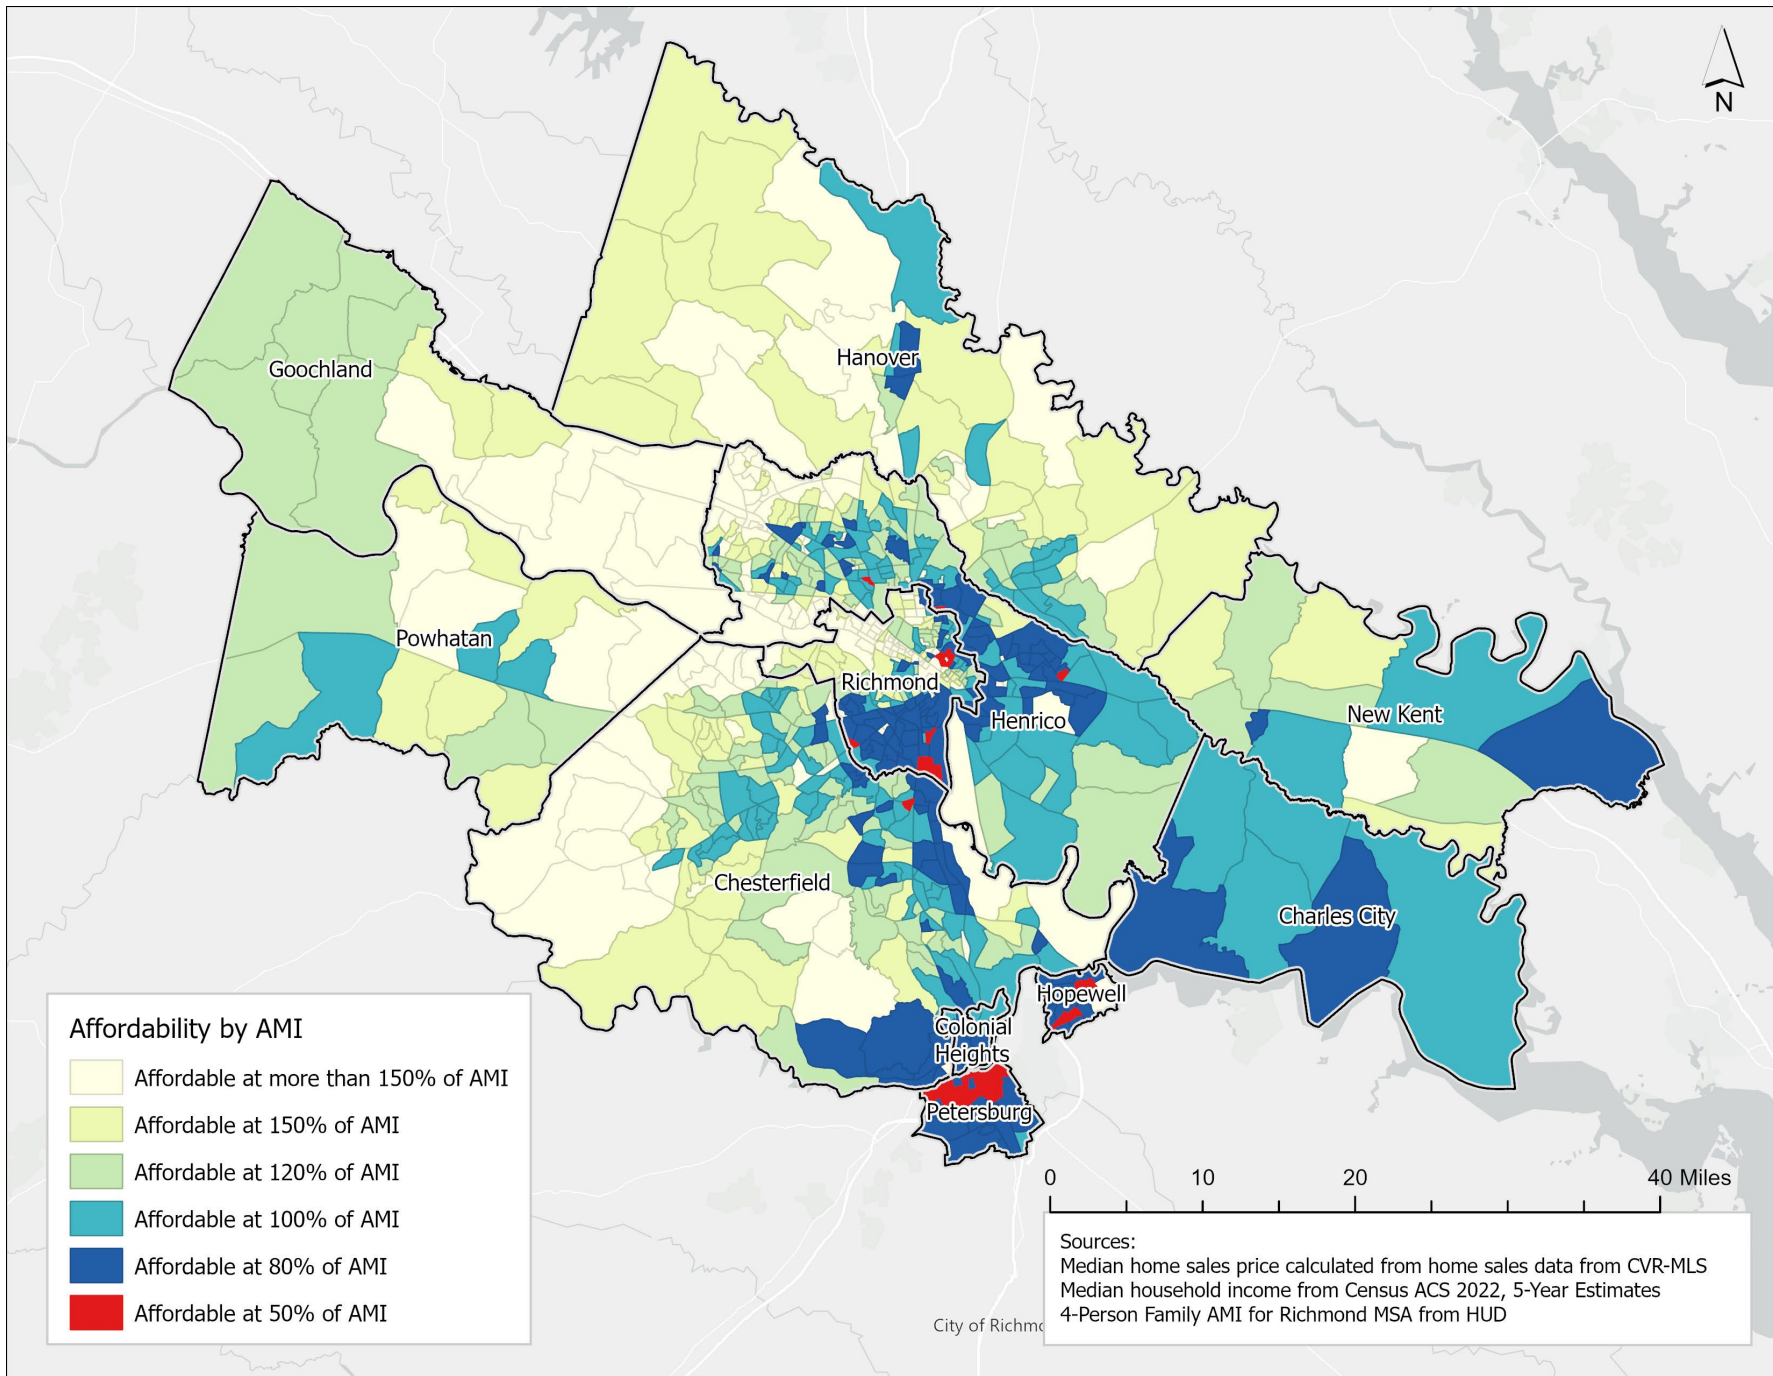 N
Hanover
Goochland
Powhatan
Richmond
New Kent
Henrico
Chesterfield
Charles City
Hopewell
Colonial
Heights
Petersburg
Affordability by AMI
Affordable at more than 150% of AMI
Affordable at 150% of AMI
Affordable at 120% of AMI
Affordable at 100% of AMI
Affordable at 80% of AMI
Affordable at 50% of AMI
0 10 20 40 Miles
Sources:
Median home sales price calculated from home sales data from CVR-MLS
Median household income from Census ACS 2022, 5-Year Estimates
4-Person Family AMI for Richmond MSA from HUD
City of Richmo